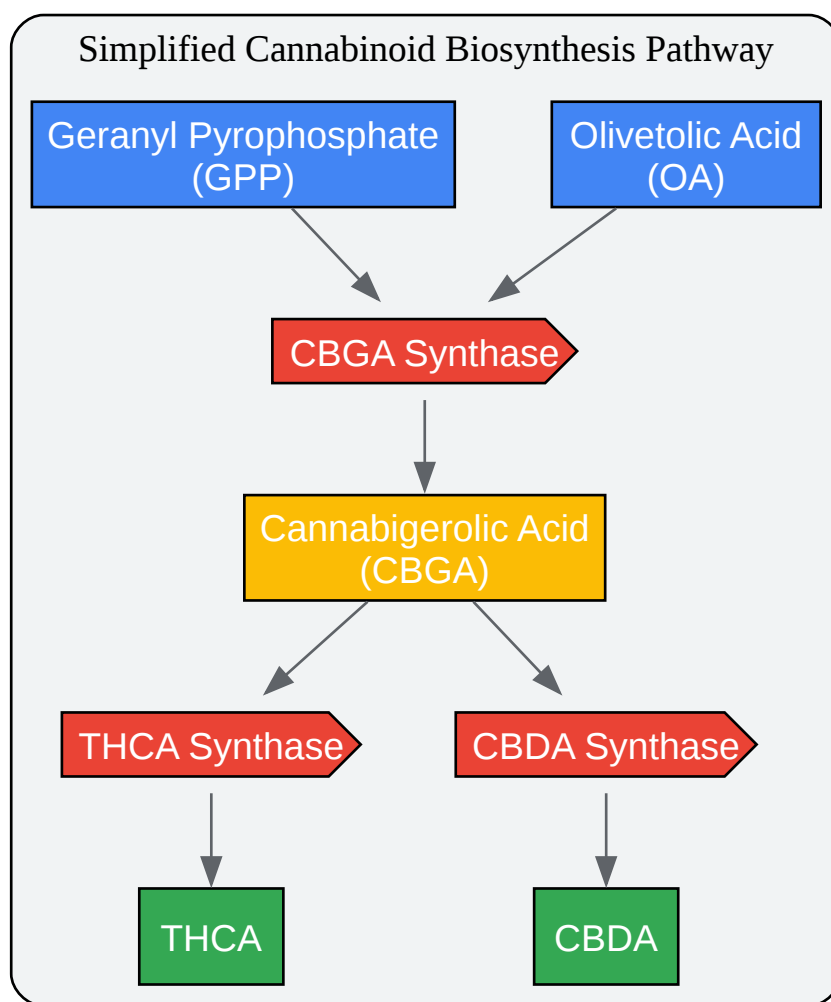 Simplified Cannabinoid Biosynthesis Pathway
Geranyl Pyrophosphate
(GPP)
Olivetolic Acid
(OA)
CBGA Synthase
Cannabigerolic Acid
(CBGA)
THCA Synthase
CBDA Synthase
THCA
CBDA